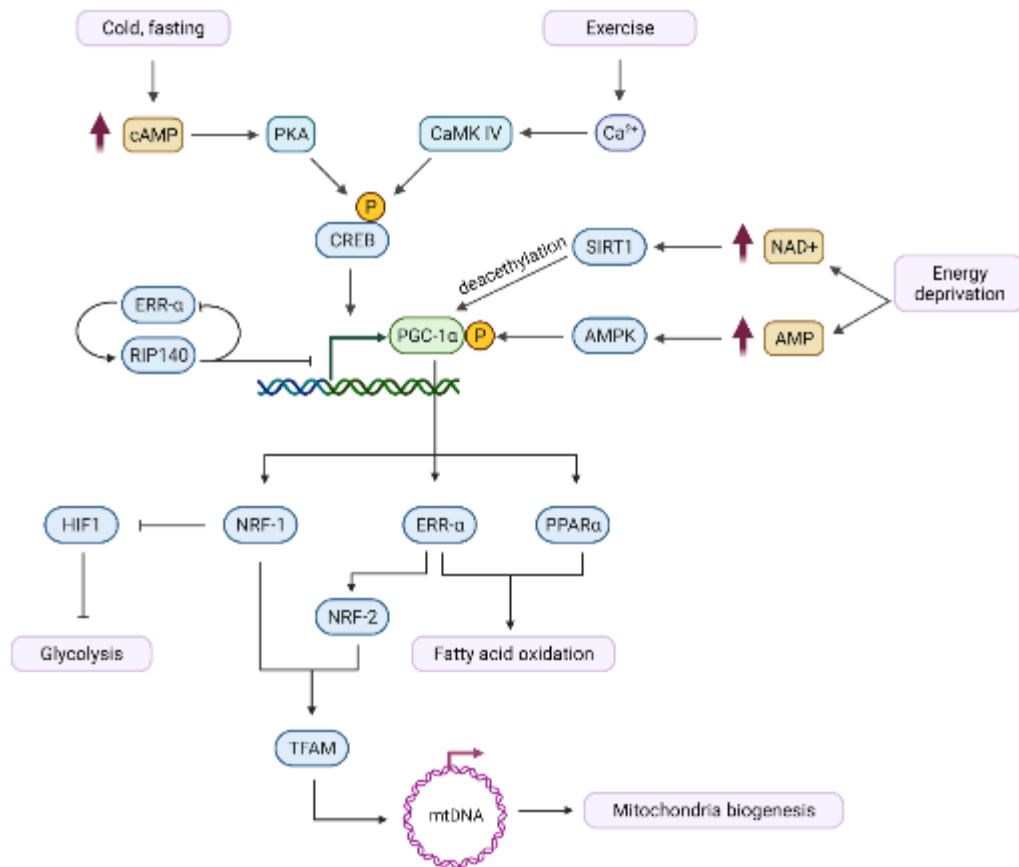 Cold, fasting
Exercise
cAMP
PKA
CaMK IV
Ca²⁺
P
CREB
SIRT1
NAD+
deacethylation
Energy
deprivation
ERR-α
PGC-1α
P
AMPK
AMP
RIP140
HIF1
NRF-1
ERR-α
PPARα
NRF-2
Glycolysis
Fatty acid oxidation
TFAM
mtDNA
Mitochondria biogenesis